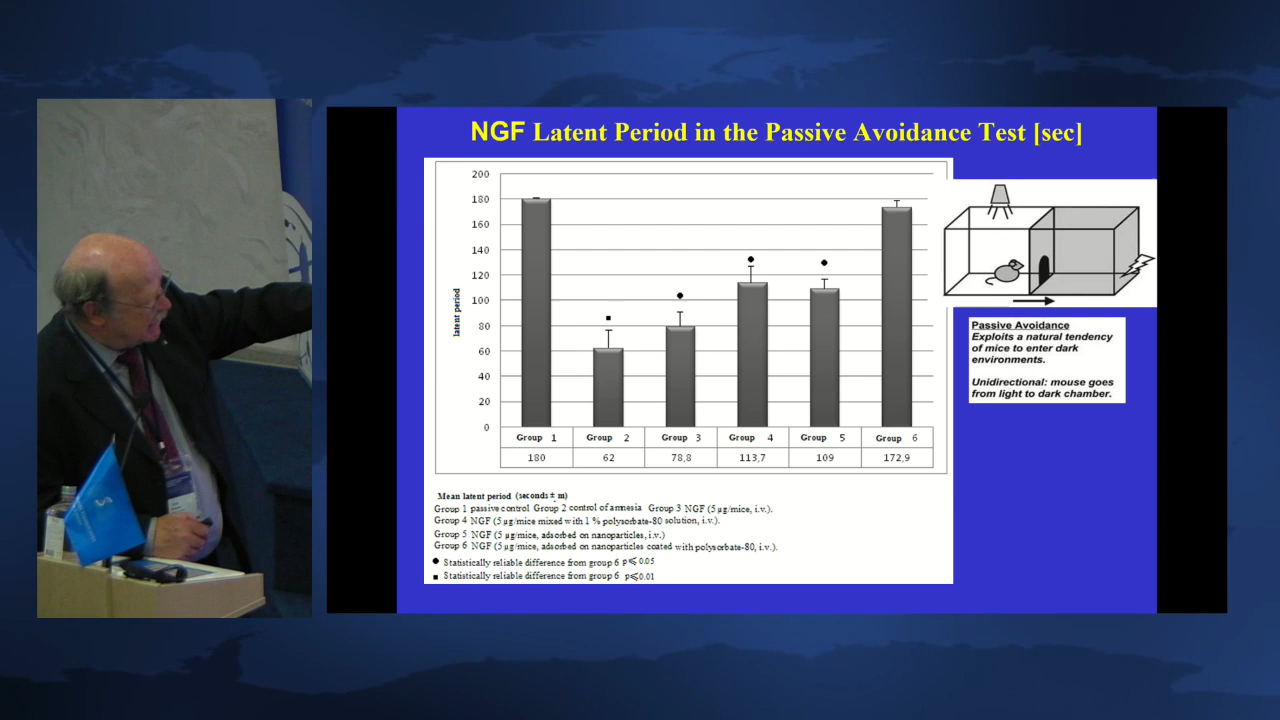 NGF Latent Period in the Passive Avoidance Test [sec]
200
180
160
140
120
100
80
60
40
20
0
latent period
Group 1 Group 2 Group 3 Group 4 Group 5 Group 6
180 62 78,8 113,7 109 172,9
Mean latent period (seconds ± m)
Group 1 passive control Group 2 control of amnesia Group 3 NGF (5 µg/mice, i.v.).
Group 4 NGF (5 µg/mice mixed with 1 % polysorbate-80 solution, i.v.).
Group 5 NGF (5 µg/mice, adsorbed on nanoparticles, i.v.)
Group 6 NGF (5 µg/mice, adsorbed on nanoparticles coated with polysorbate-80, i.v.).
● Statistically reliable difference from group 6 p⩽0.05
■ Statistically reliable difference from group 6 p⩽0.01
Passive Avoidance
Exploits a natural tendency
of mice to enter dark
environments.
Unidirectional: mouse goes
from light to dark chamber.